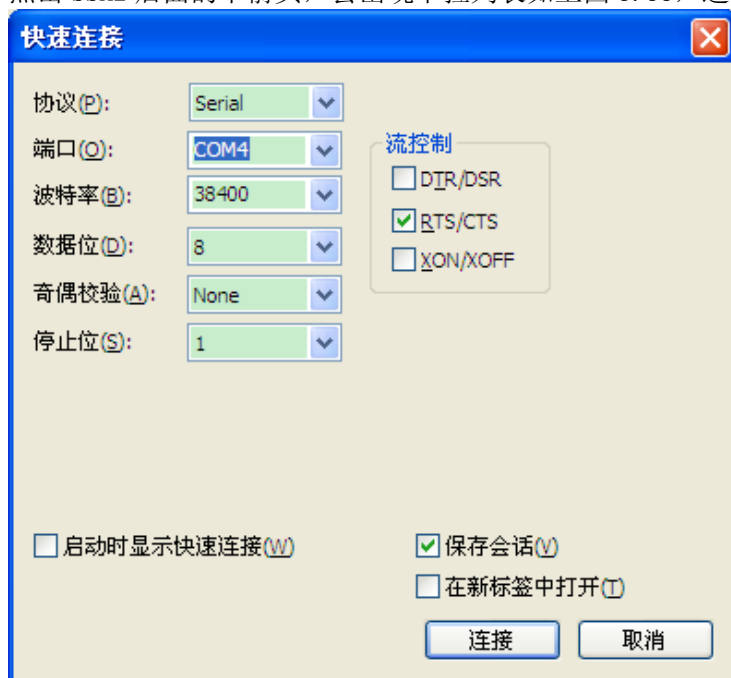 快速连接
协议(P): Serial
端口(O): COM4
流控制
波特率(B): 38400
DTR/DSR
RTS/CTS
数据位(D): 8
XON/XOFF
奇偶校验(A): None
停止位(S): 1
启动时显示快速连接(W) 保存会话(V)
在新标签中打开(T)
连接 取消